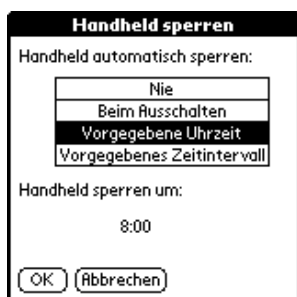 Handheld sperren
Handheld automatisch sperren:
Nie
Beim Ausschalten
Vorgegebene Uhrzeit
Vorgegebenes Zeitintervall
Handheld sperren um:
8:00
OK Abbrechen